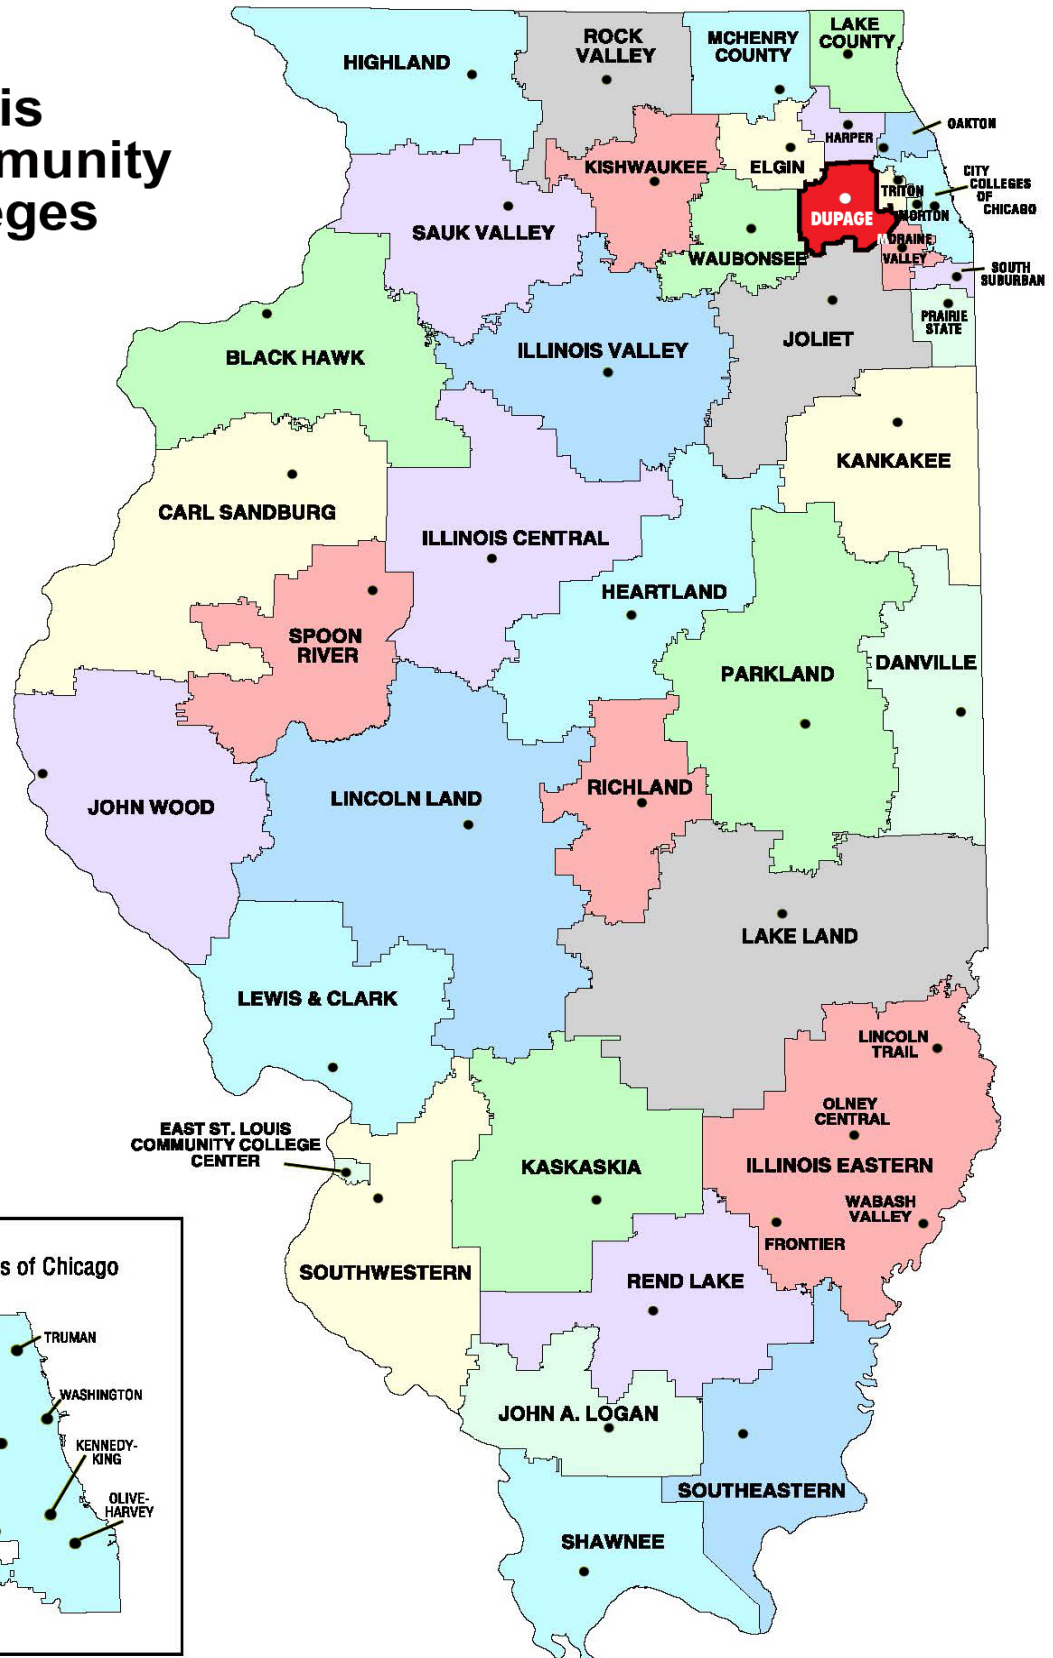 is
munity
eges
HIGHLAND
ROCK
VALLEY
MCHENRY
COUNTY
LAKE
COUNTY
HARPER
OAKTON
KISHWAUKEE
ELGIN
TRITON
CITY
COLLEGES
OF
CHICAGO
SAUK VALLEY
DUPAGE
MORTON
WAUBONSEE
MORAINE
VALLEY
SOUTH
SUBURBAN
PRAIRIE
STATE
BLACK HAWK
ILLINOIS VALLEY
JOLIET
KANKAKEE
CARL SANDBURG
ILLINOIS CENTRAL
HEARTLAND
SPOON
RIVER
PARKLAND
DANVILLE
JOHN WOOD
LINCOLN LAND
RICHLAND
LAKE LAND
LEWIS & CLARK
LINCOLN
TRAIL
OLNEY
CENTRAL
EAST ST. LOUIS
COMMUNITY COLLEGE
CENTER
KASKASKIA
ILLINOIS EASTERN
WABASH
VALLEY
FRONTIER
SOUTHWESTERN
REND LAKE
JOHN A. LOGAN
SOUTHEASTERN
SHAWNEE
s of Chicago
TRUMAN
WASHINGTON
KENNEDY-
KING
OLIVE-
HARVEY